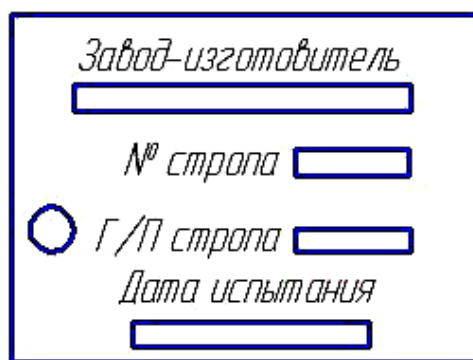 Завод-изготовитель
№ стропа
Г/П стропа
Дата испытания